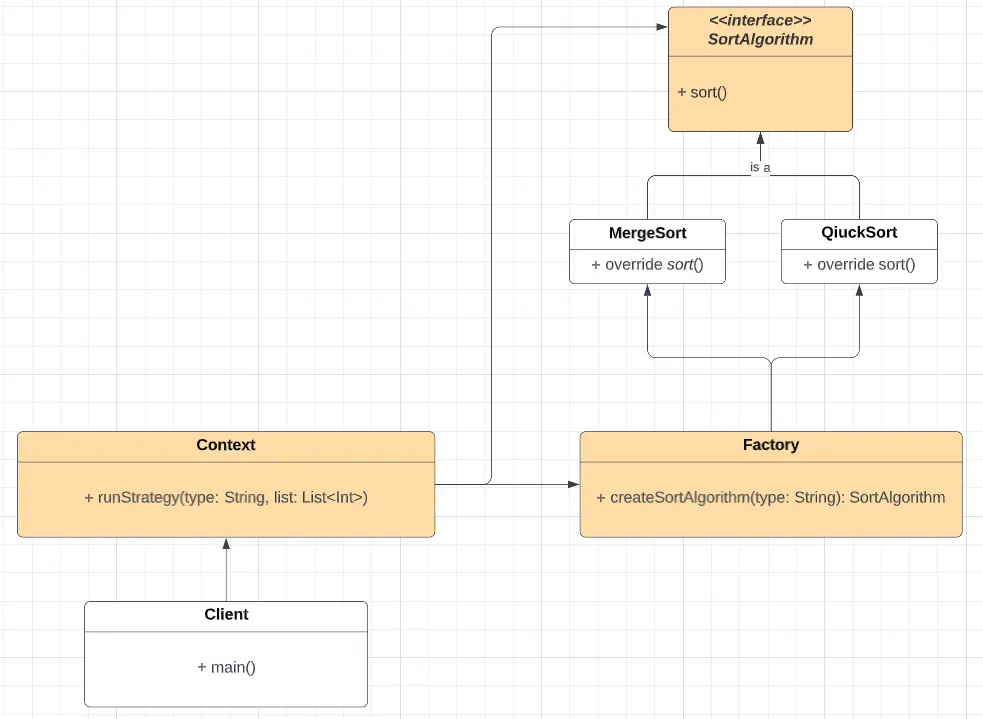 <<interface>>
SortAlgorithm
+ sort()
is a
MergeSort
+ override sort()
QiuckSort
+ override sort()
Context
+ runStrategy(type: String, list: List<Int>)
Factory
+ createSortAlgorithm(type: String): SortAlgorithm
Client
+ main()